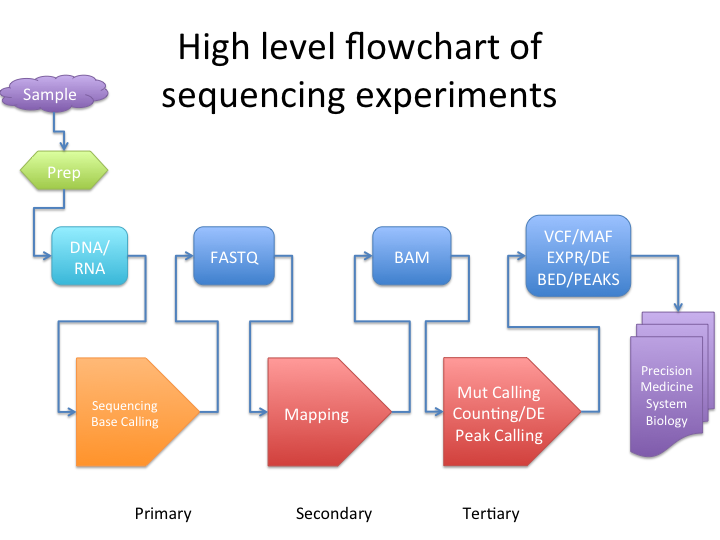 High level flowchart of
sequencing experiments
Sample
Prep
DNA/
RNA
FASTQ
BAM
VCF/MAF
EXPR/DE
BED/PEAKS
Sequencing
Base Calling
Mapping
Mut Calling
Counting/DE
Peak Calling
Precision
Medicine
System
Biology
Primary
Secondary
Tertiary